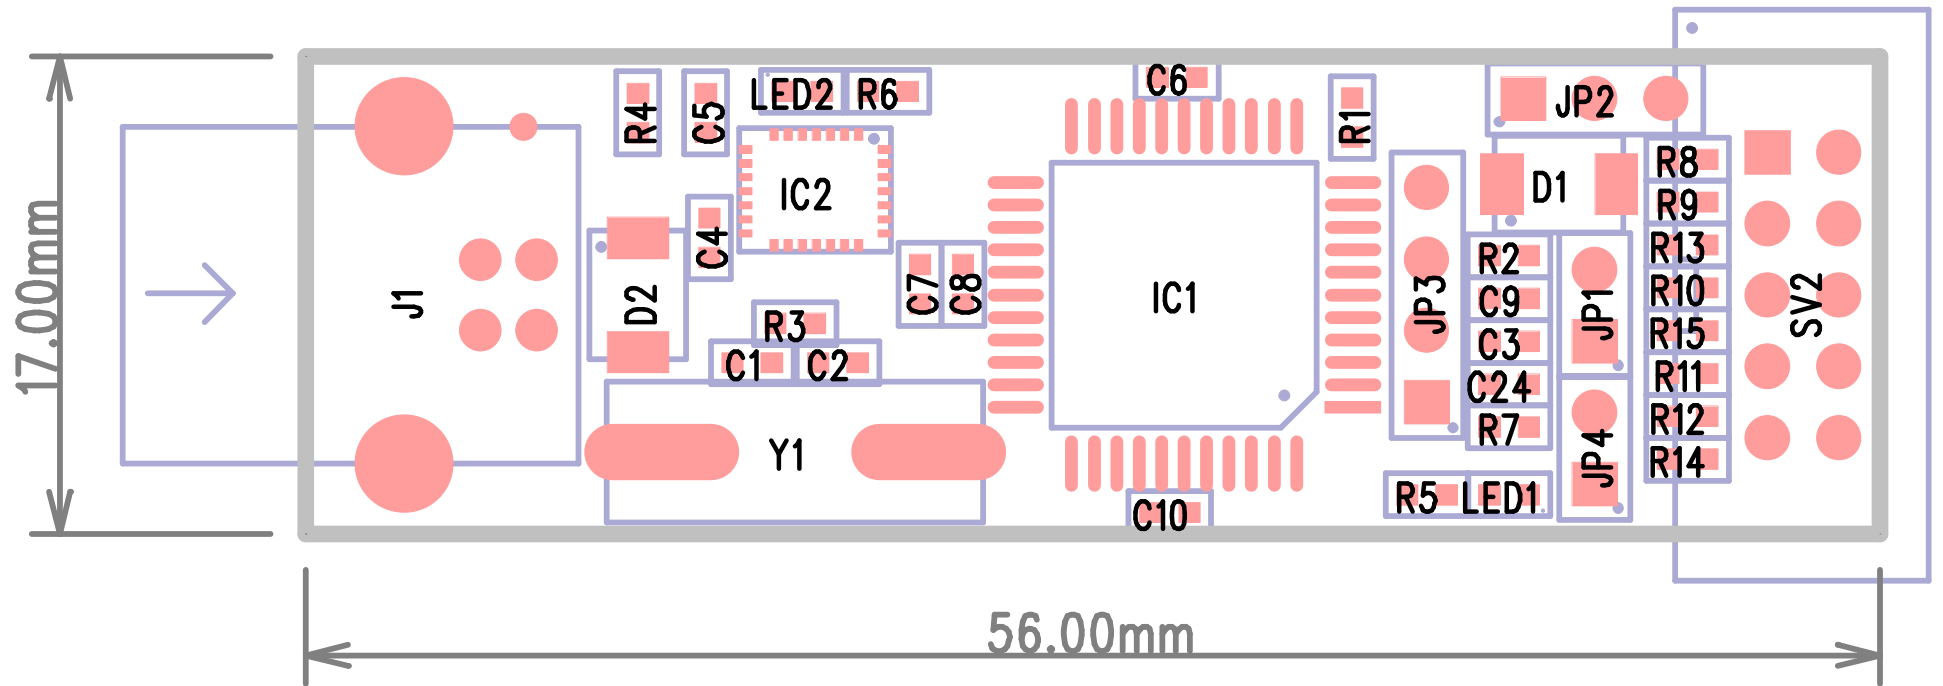 C6
LED2
R6
R4
C5
R1
JP2
R8
D1
IC2
R9
C4
R2
R13
17.00mm
J1
D2
C7
C8
IC1
JP3
C9
JP1
R10
SV2
R3
C3
R15
C1
C2
C24
R11
R7
R12
Y1
JP4
R14
R5
LED1
C10
56.00mm